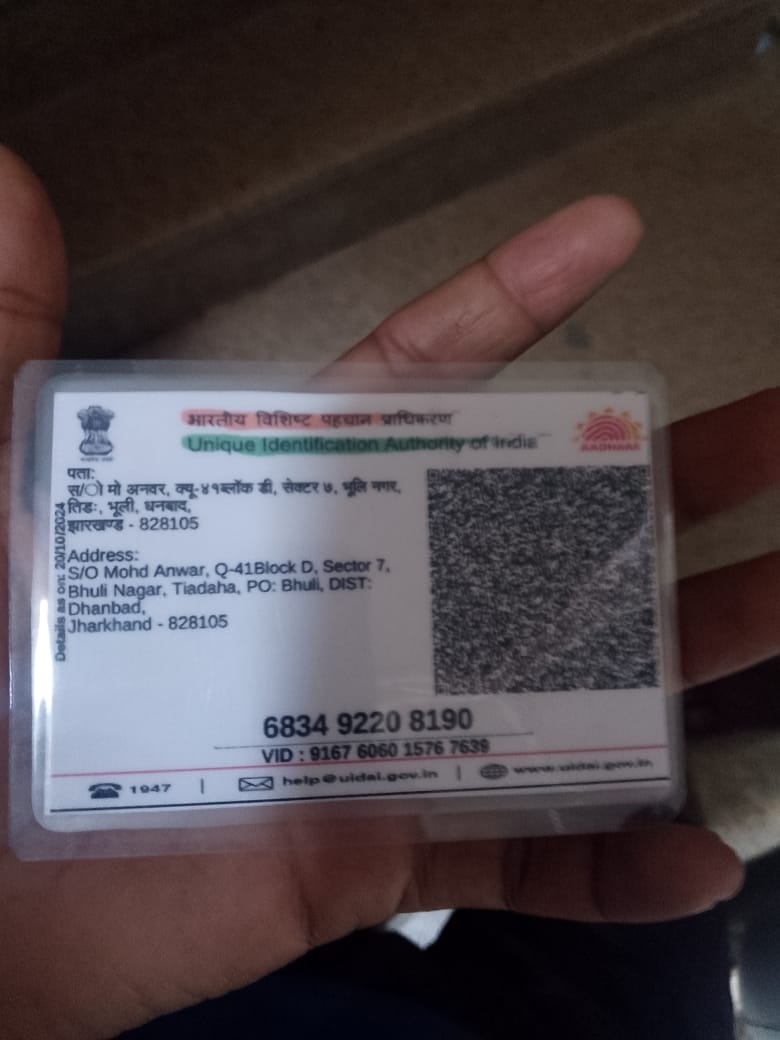 भारतीय विशिष्ट पहचान प्राधिकरण
Unique Identification Authority of India
AADHAAR
पता:
स/ो मो अनवर, क्यू-४१ब्लॉक डी, सेक्टर ७, भूलि नगर,
तिडः, भूली, धनबाद,
झारखण्ड - 828105
Address:
S/O Mohd Anwar, Q-41Block D, Sector 7,
Bhuli Nagar, Tiadaha, PO: Bhuli, DIST:
Dhanbad,
Jharkhand - 828105
Details as on: 20/10/2024
6834 9220 8190
VID : 9167 6060 1576 7639
1947 | help@uidai.gov.in | www.uidai.gov.in